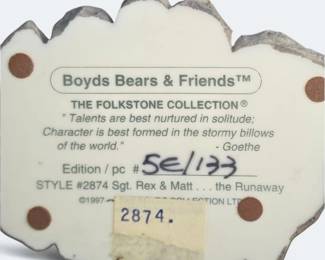 Boyds Bears & Friends™
THE FOLKSTONE COLLECTION®
" Talents are best nurtured in solitude;
Character is best formed in the stormy billows
of the world." - Goethe
Edition / pc # 5E/133
STYLE #2874 Sgt. Rex & Matt . . . the Runaway
©1997 COLLECTION LTD
2874.